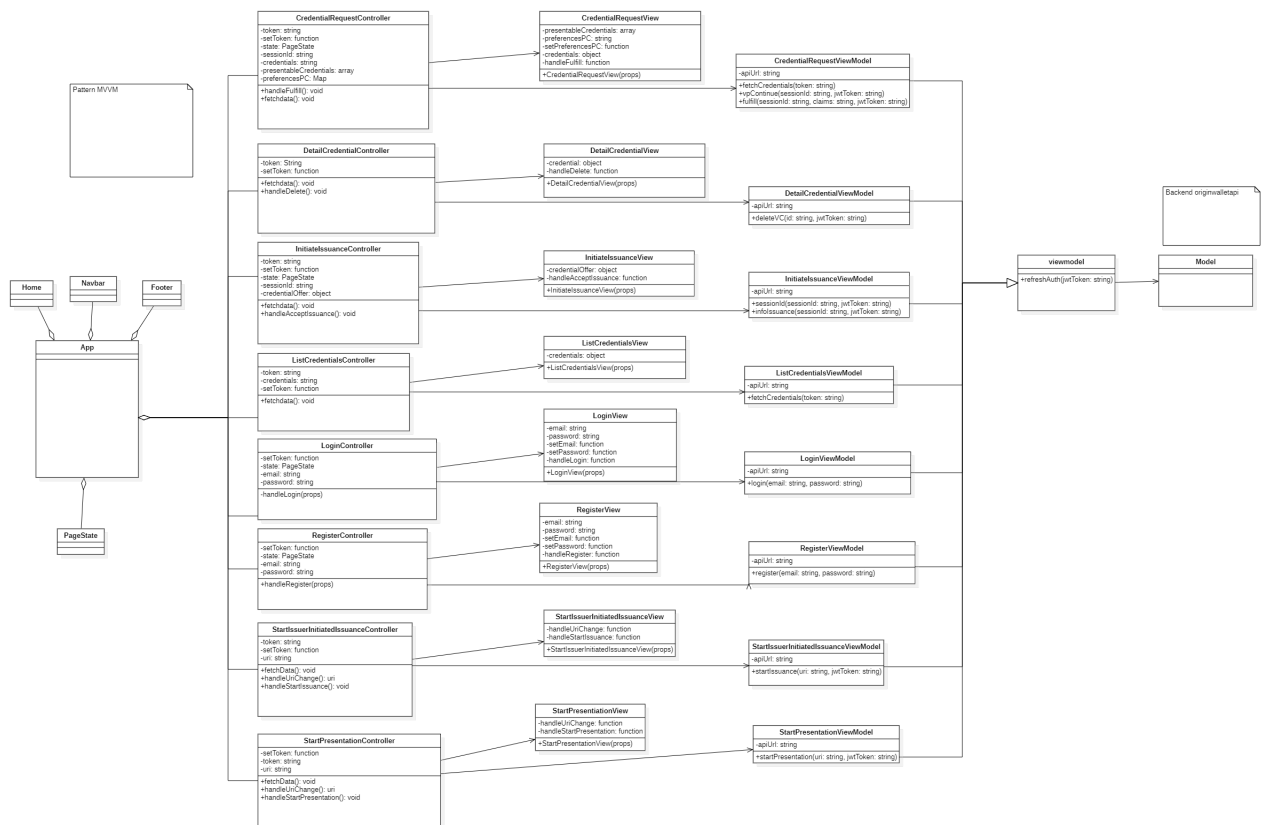 Pattern MVVM
Home
Navbar
Footer
App
PageState
CredentialRequestController
-token: string
-setToken: function
-state: PageState
-sessionId: string
-credentials: string
-presentableCredentials: array
-preferencesPC: Map
+handleFulfill(): void
+fetchdata(): void
CredentialRequestView
-presentableCredentials: array
-preferencesPC: string
-setPreferencesPC: function
-credentials: object
-handleFulfill: function
+CredentialRequestView(props)
CredentialRequestViewModel
-apiUrl: string
+fetchCredentials(token: string)
+vpContinue(sessionId: string, jwtToken: string)
+fulfill(sessionId: string, claims: string, jwtToken: string)
DetailCredentialController
-token: String
-setToken: function
+fetchdata(): void
+handleDelete(): void
DetailCredentialView
-credential: object
-handleDelete: function
+DetailCredentialView(props)
DetailCredentialViewModel
-apiUrl: string
+deleteVC(id: string, jwtToken: string)
InitiateIssuanceController
-token: string
-setToken: function
-state: PageState
-sessionId: string
-credentialOffer: object
+fetchdata(): void
+handleAcceptIssuance(): void
InitiateIssuanceView
-credentialOffer: object
-handleAcceptIssuance: function
+InitiateIssuanceView(props)
InitiateIssuanceViewModel
-apiUrl: string
+sessionId(sessionId: string, jwtToken: string)
+infoIssuance(sessionId: string, jwtToken: string)
ListCredentialsController
-token: string
-credentials: string
-setToken: function
+fetchdata(): void
ListCredentialsView
-credentials: object
+ListCredentialsView(props)
ListCredentialsViewModel
-apiUrl: string
+fetchCredentials(token: string)
LoginController
-setToken: function
-state: PageState
-email: string
-password: string
-handleLogin(props)
LoginView
-email: string
-password: string
-setEmail: function
-setPassword: function
-handleLogin: function
+LoginView(props)
LoginViewModel
-apiUrl: string
+login(email: string, password: string)
RegisterController
-setToken: function
-state: PageState
-email: string
-password: string
+handleRegister(props)
RegisterView
-email: string
-password: string
-setEmail: function
-setPassword: function
-handleRegister: function
+RegisterView(props)
RegisterViewModel
-apiUrl: string
+register(email: string, password: string)
StartIssuerInitiatedIssuanceController
-token: string
-setToken: function
-uri: string
+fetchData(): void
+handleUriChange(): uri
+handleStartIssuance(): void
StartIssuerInitiatedIssuanceView
-handleUriChange: function
-handleStartIssuance: function
+StartIssuerInitiatedIssuanceView(props)
StartIssuerInitiatedIssuanceViewModel
-apiUrl: string
+startIssuance(uri: string, jwtToken: string)
StartPresentationController
-setToken: function
-token: string
-uri: string
+fetchData(): void
+handleUriChange(): uri
+handleStartPresentation(): void
StartPresentiationView
-handleUriChange: function
-handleStartPresentation: function
+StartPresentationView(props)
StartPresentationViewModel
-apiUrl: string
+startPresentation(uri: string, jwtToken: string)
Backend originwalletapi
viewmodel
+refreshAuth(jwtToken: string)
Model